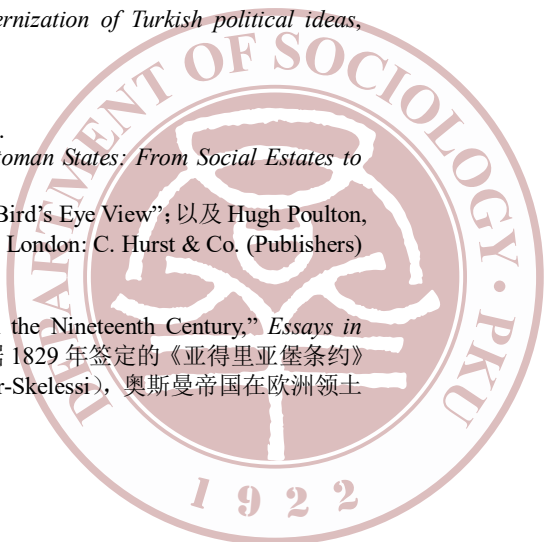 ernization of Turkish political ideas,
.
toman States: From Social Estates to
Bird's Eye View”; 以及 Hugh Poulton,
London: C. Hurst & Co. (Publishers)
the Nineteenth Century,” Essays in
1829 年签定的《亚得里亚堡条约》
r-Skelessi），奥斯曼帝国在欧洲领土
DEPARTMENT OF SOCIOLOGY · PKU
1922